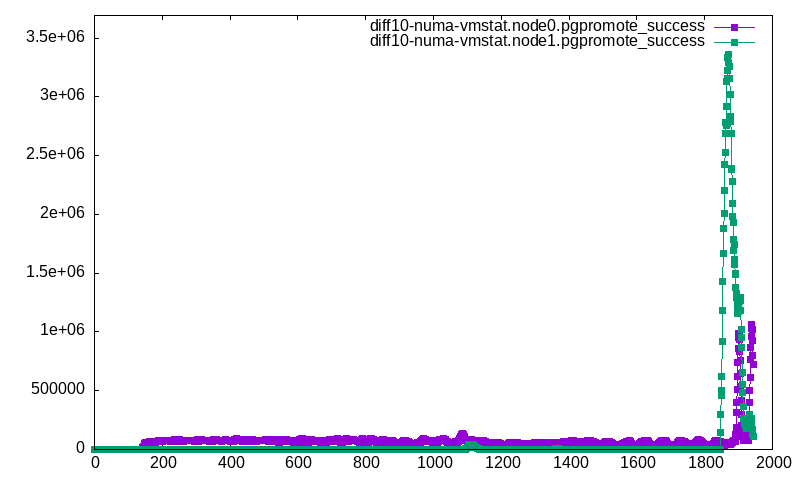 diff10-numa-vmstat.node0.pgpromote_success
diff10-numa-vmstat.node1.pgpromote_success
3.5e+06
3e+06
2.5e+06
2e+06
1.5e+06
1e+06
500000
0
0 200 400 600 800 1000 1200 1400 1600 1800 2000